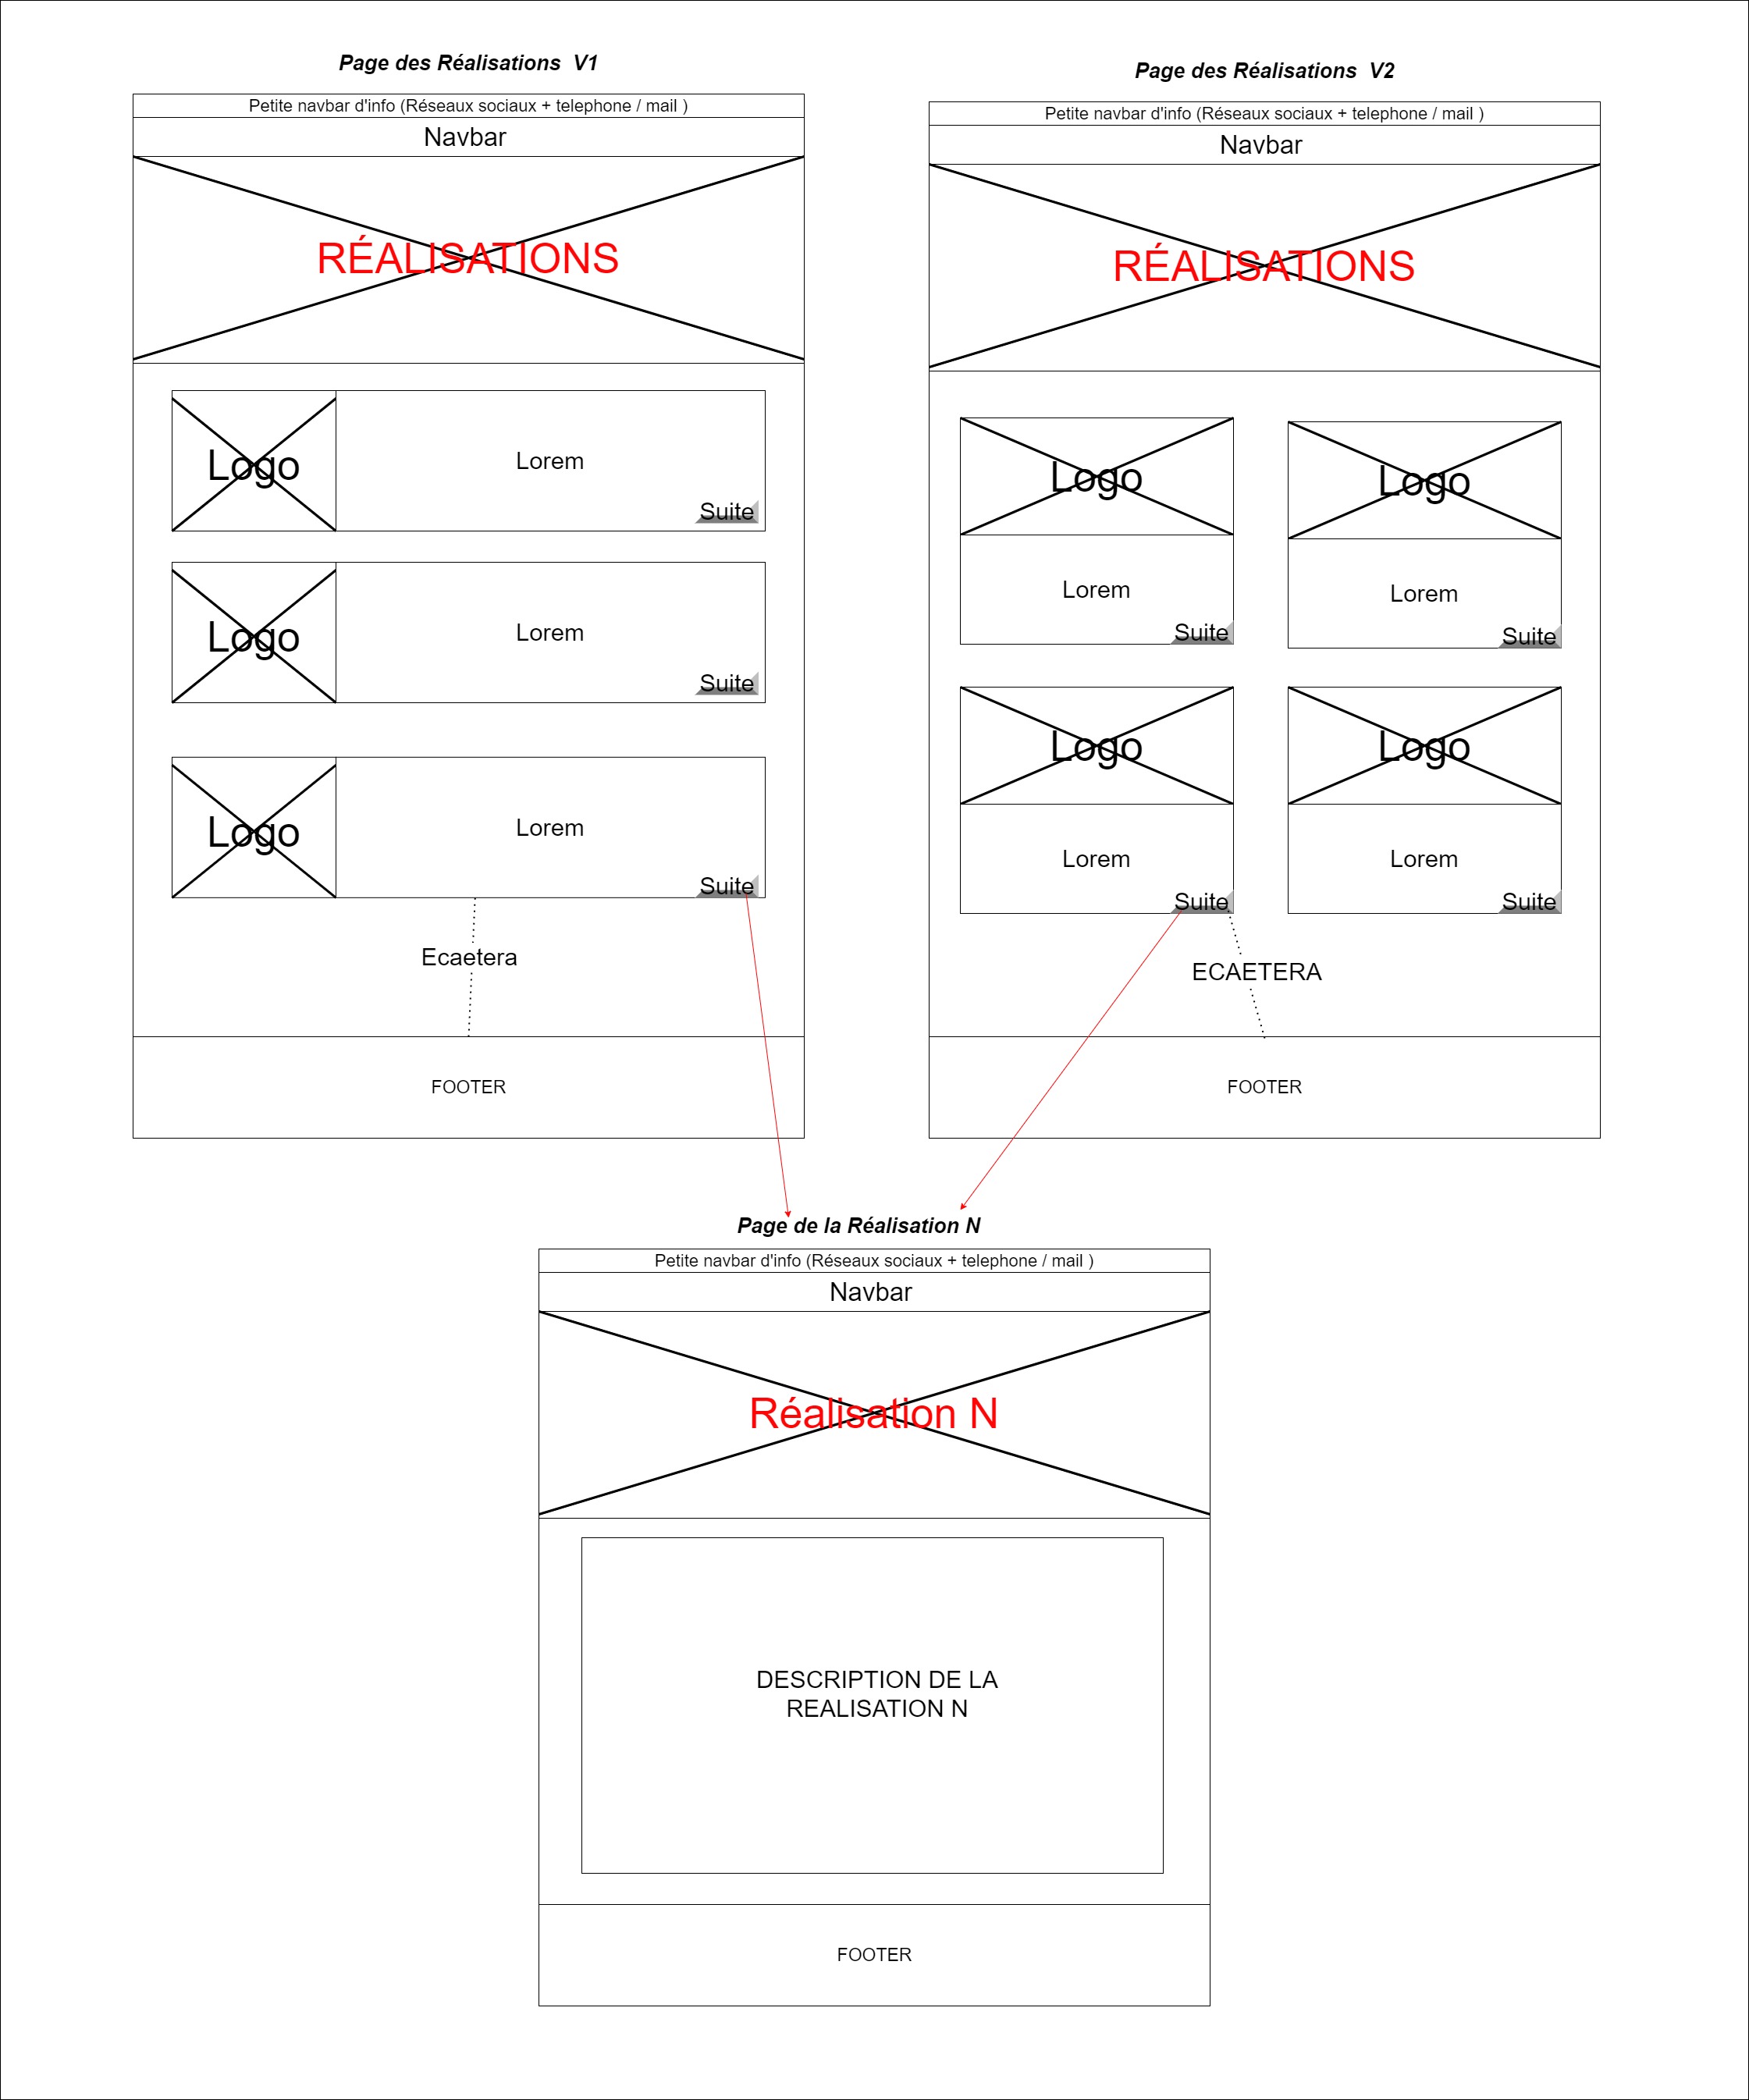 Page des Réalisations  V1
Petite navbar d'info (Réseaux sociaux + telephone / mail )
Navbar
RÉALISATIONS
Logo
Lorem
Suite
Logo
Lorem
Suite
Logo
Lorem
Suite
Ecaetera
FOOTER
Page des Réalisations  V2
Petite navbar d'info (Réseaux sociaux + telephone / mail )
Navbar
RÉALISATIONS
Logo
Lorem
Suite
Logo
Lorem
Suite
Logo
Lorem
Suite
Logo
Lorem
Suite
ECAETERA
FOOTER
Page de la Réalisation N
Petite navbar d'info (Réseaux sociaux + telephone / mail )
Navbar
Réalisation N
DESCRIPTION DE LA
REALISATION N
FOOTER